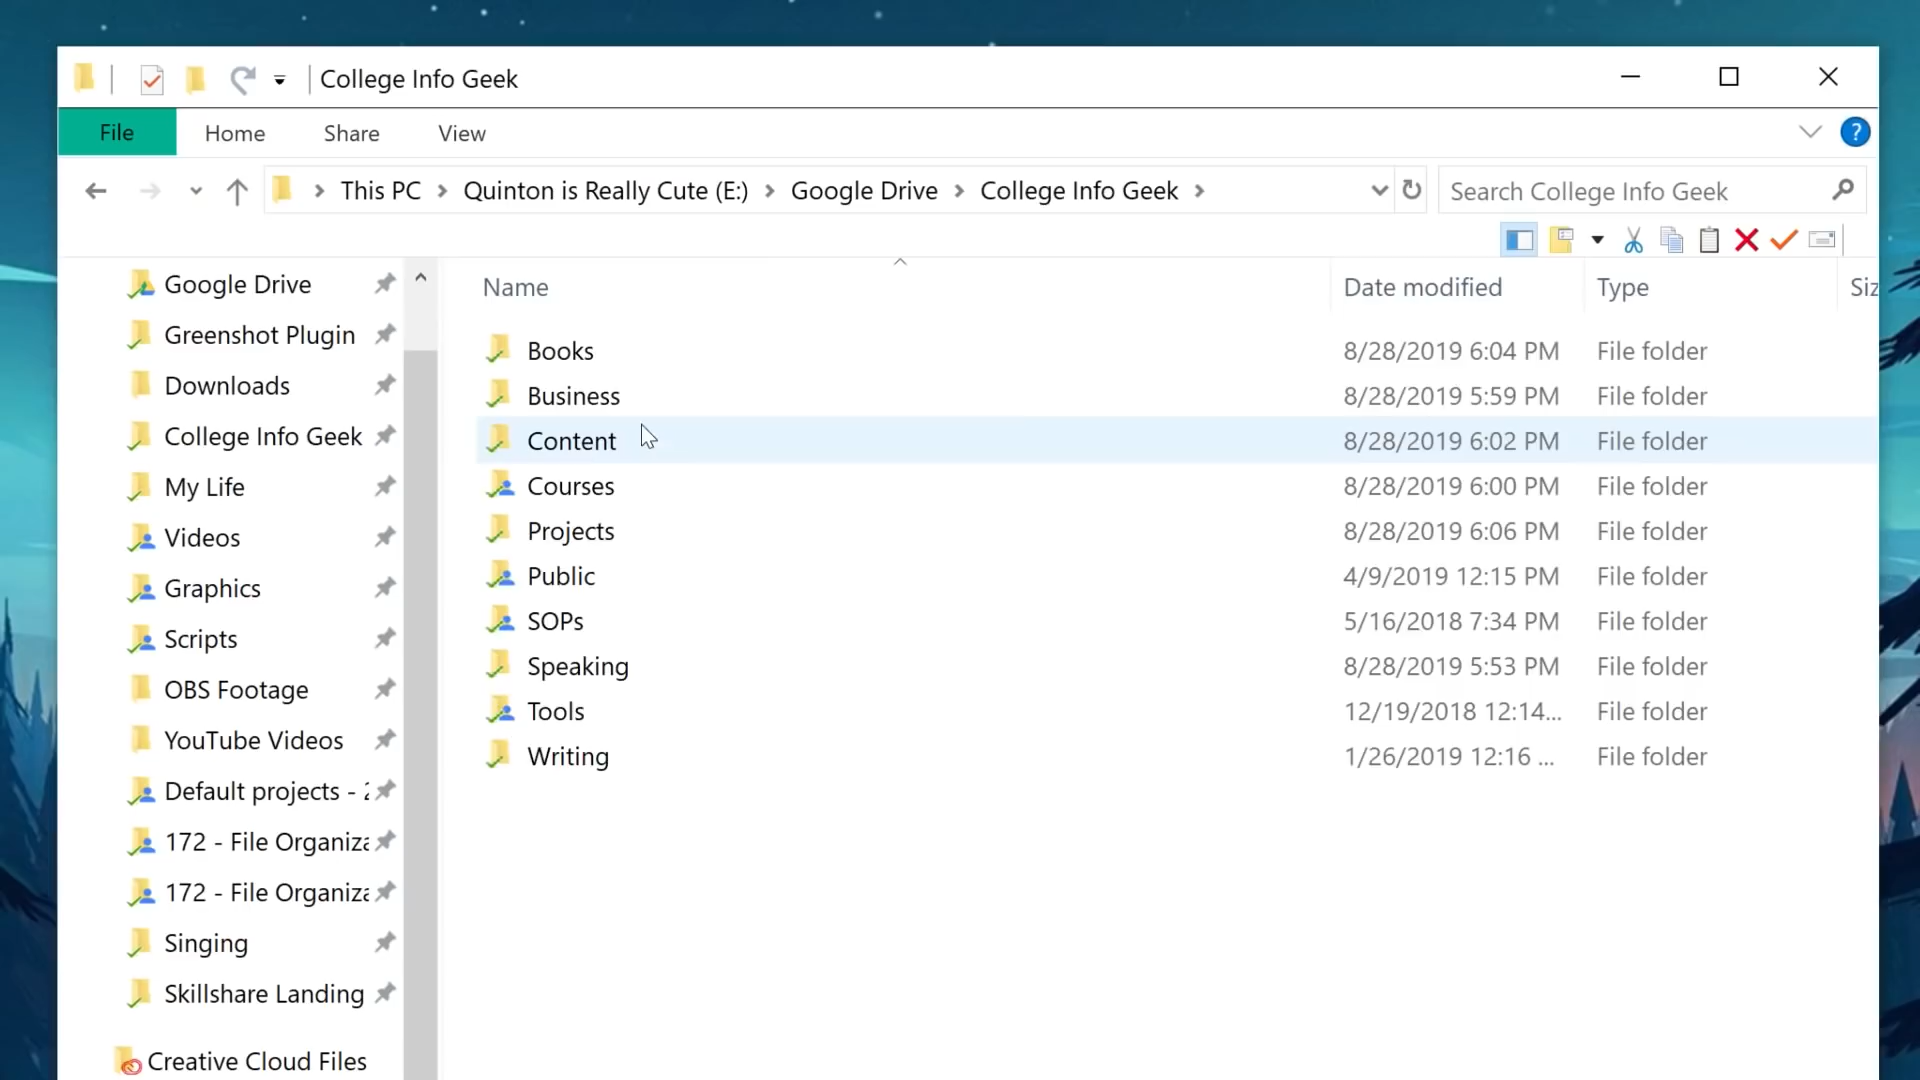 College Info Geek
File Home Share View
This PC Quinton is Really Cute (E:) Google Drive College Info Geek
Search College Info Geek
Google Drive
Greenshot Plugin
Downloads
College Info Geek
My Life
Videos
Graphics
Scripts
OBS Footage
YouTube Videos
Default projects -
172 - File Organiza
172 - File Organiza
Singing
Skillshare Landing
Creative Cloud Files
Name Date modified Type Siz
Books 8/28/2019 6:04 PM File folder
Business 8/28/2019 5:59 PM File folder
Content 8/28/2019 6:02 PM File folder
Courses 8/28/2019 6:00 PM File folder
Projects 8/28/2019 6:06 PM File folder
Public 4/9/2019 12:15 PM File folder
SOPs 5/16/2018 7:34 PM File folder
Speaking 8/28/2019 5:53 PM File folder
Tools 12/19/2018 12:14... File folder
Writing 1/26/2019 12:16 ... File folder